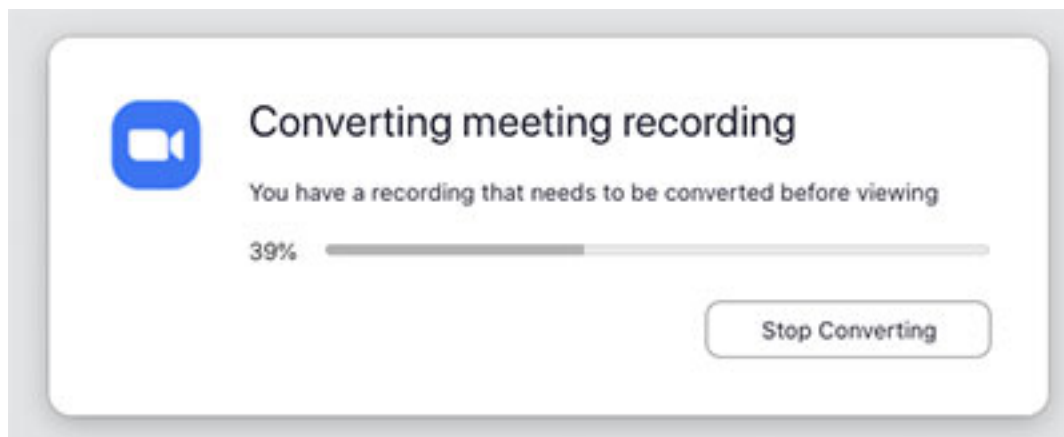 Converting meeting recording
You have a recording that needs to be converted before viewing
39%
Stop Converting